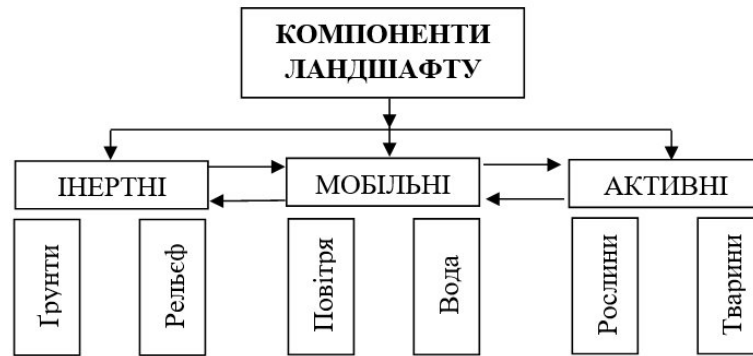 КОМПОНЕНТИ
ЛАНДШАФТУ
ІНЕРТНІ
МОБІЛЬНІ
АКТИВНІ
Ґрунти
Рельєф
Повітря
Вода
Рослини
Тварини